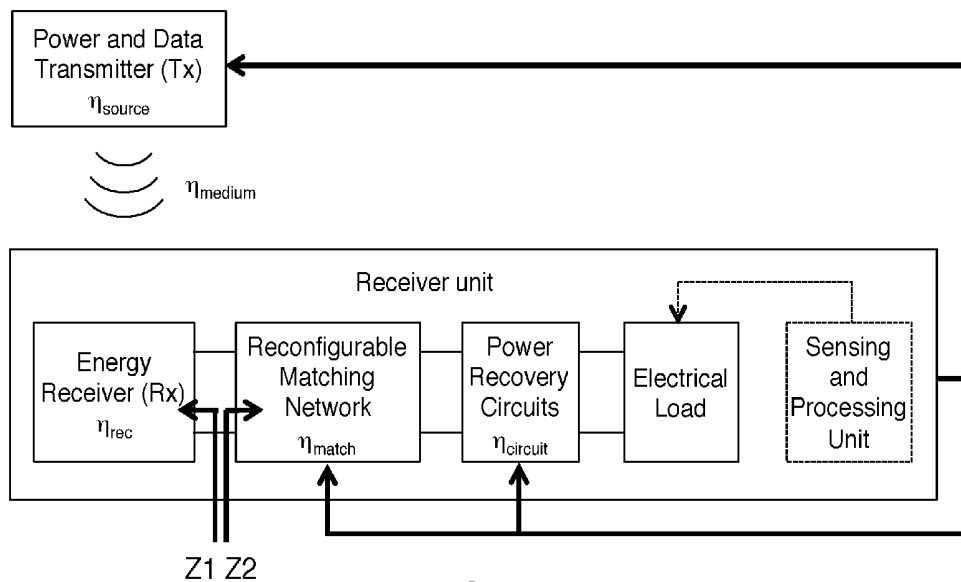 Power and Data
Transmitter (Tx)
ηsource
ηmedium
Receiver unit
Energy
Receiver (Rx)
ηrec
Reconfigurable
Matching
Network
ηmatch
Power
Recovery
Circuits
ηcircuit
Electrical
Load
Sensing
and
Processing
Unit
Z1 Z2